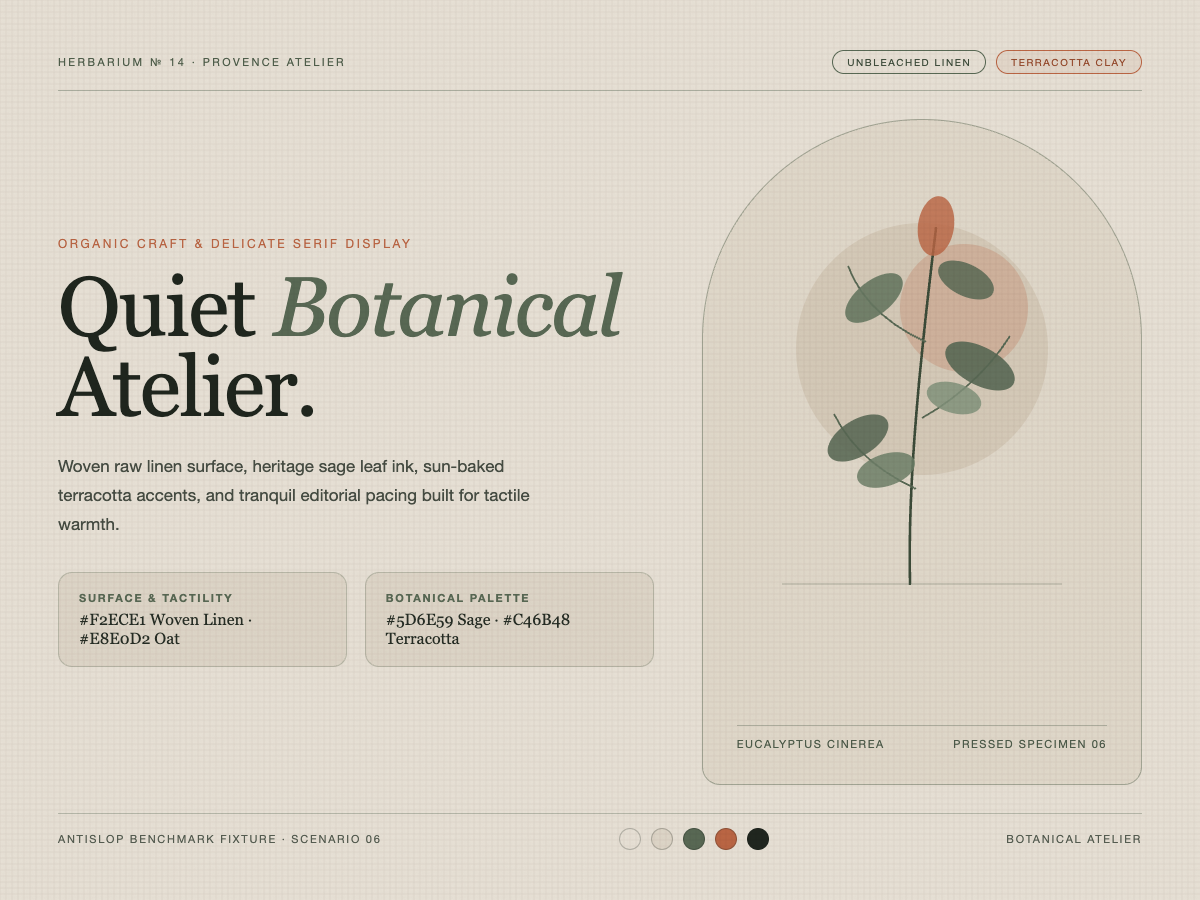 HERBARIUM № 14 · PROVENCE ATELIER
UNBLEACHED LINEN
TERRACOTTA CLAY
ORGANIC CRAFT & DELICATE SERIF DISPLAY
Quiet Botanical
Atelier.
Woven raw linen surface, heritage sage leaf ink, sun-baked
terracotta accents, and tranquil editorial pacing built for tactile
warmth.
SURFACE & TACTILITY
#F2ECE1 Woven Linen ·
#E8E0D2 Oat
BOTANICAL PALETTE
#5D6E59 Sage · #C46B48
Terracotta
EUCALYPTUS CINEREA
PRESSED SPECIMEN 06
ANTISLOP BENCHMARK FIXTURE · SCENARIO 06
BOTANICAL ATELIER